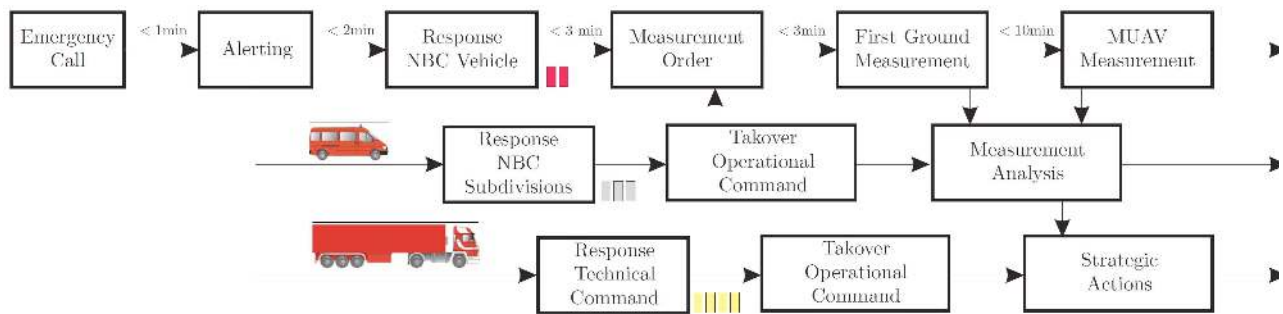 Emergency
Call
< 1min
Alerting
< 2min
Response
NBC Vehicle
< 3 min
Measurement
Order
< 3min
First Ground
Measurement
< 10min
MUAV
Measurement
Response
NBC
Subdivisions
Takover
Operational
Command
Measurement
Analysis
Response
Technical
Command
Takover
Operational
Command
Strategic
Actions